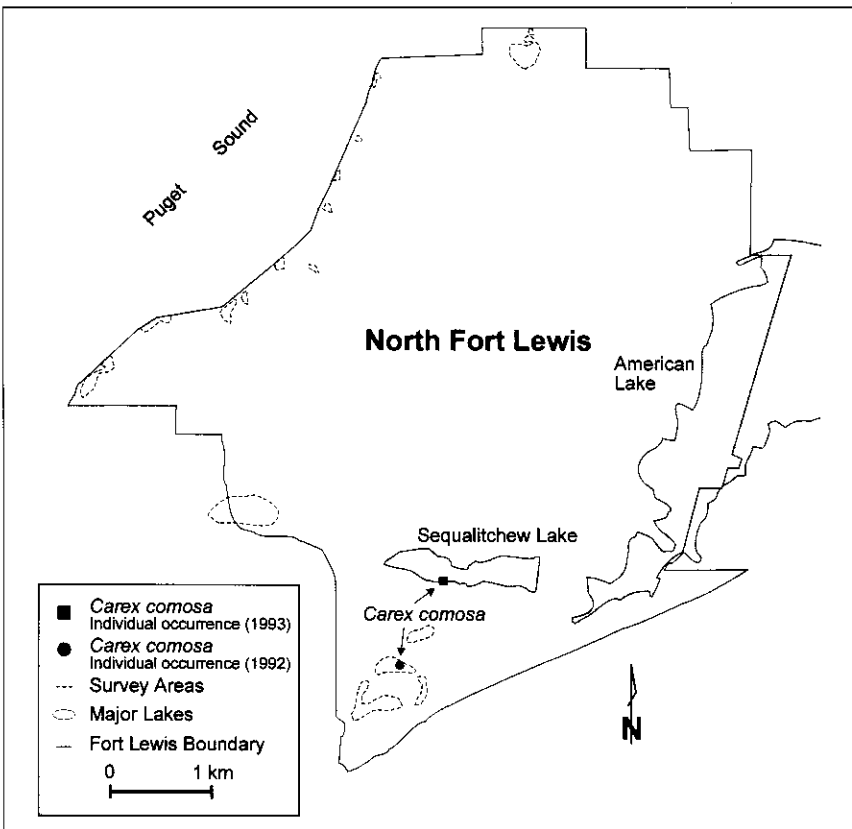 Puget Sound
North Fort Lewis
American
Lake
Sequalitchew Lake
Carex comosa
Carex comosa
Individual occurrence (1993)
Carex comosa
Individual occurrence (1992)
Survey Areas
Major Lakes
Fort Lewis Boundary
0 1 km
N